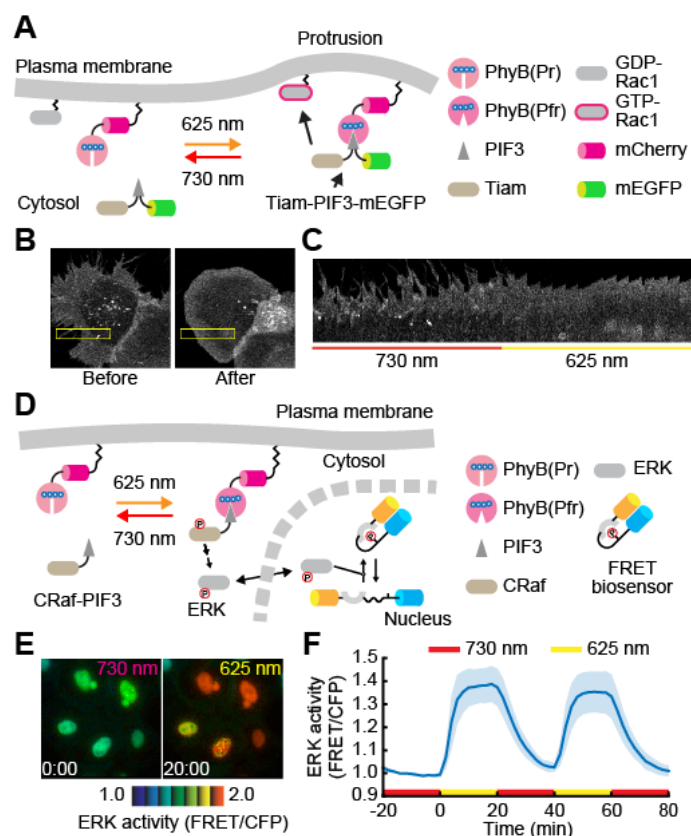 A
Protrusion
Plasma membrane
625 nm
730 nm
Cytosol
Tiam-PIF3-mEGFP
PhyB(Pr)
PhyB(Pfr)
PIF3
Tiam
GDP-
Rac1
GTP-
Rac1
mCherry
mEGFP
B
Before
After
C
730 nm
625 nm
D
Plasma membrane
Cytosol
625 nm
730 nm
P
P
P
P
P
CRaf-PIF3
ERK
Nucleus
PhyB(Pr)
PhyB(Pfr)
PIF3
CRaf
ERK
FRET
biosensor
E
730 nm
625 nm
0:00
20:00
1.0
2.0
ERK activity (FRET/CFP)
F
730 nm
625 nm
ERK activity
(FRET/CFP)
1.5
1.4
1.3
1.2
1.1
1.0
0.9
-20
0
20
40
60
80
Time (min)